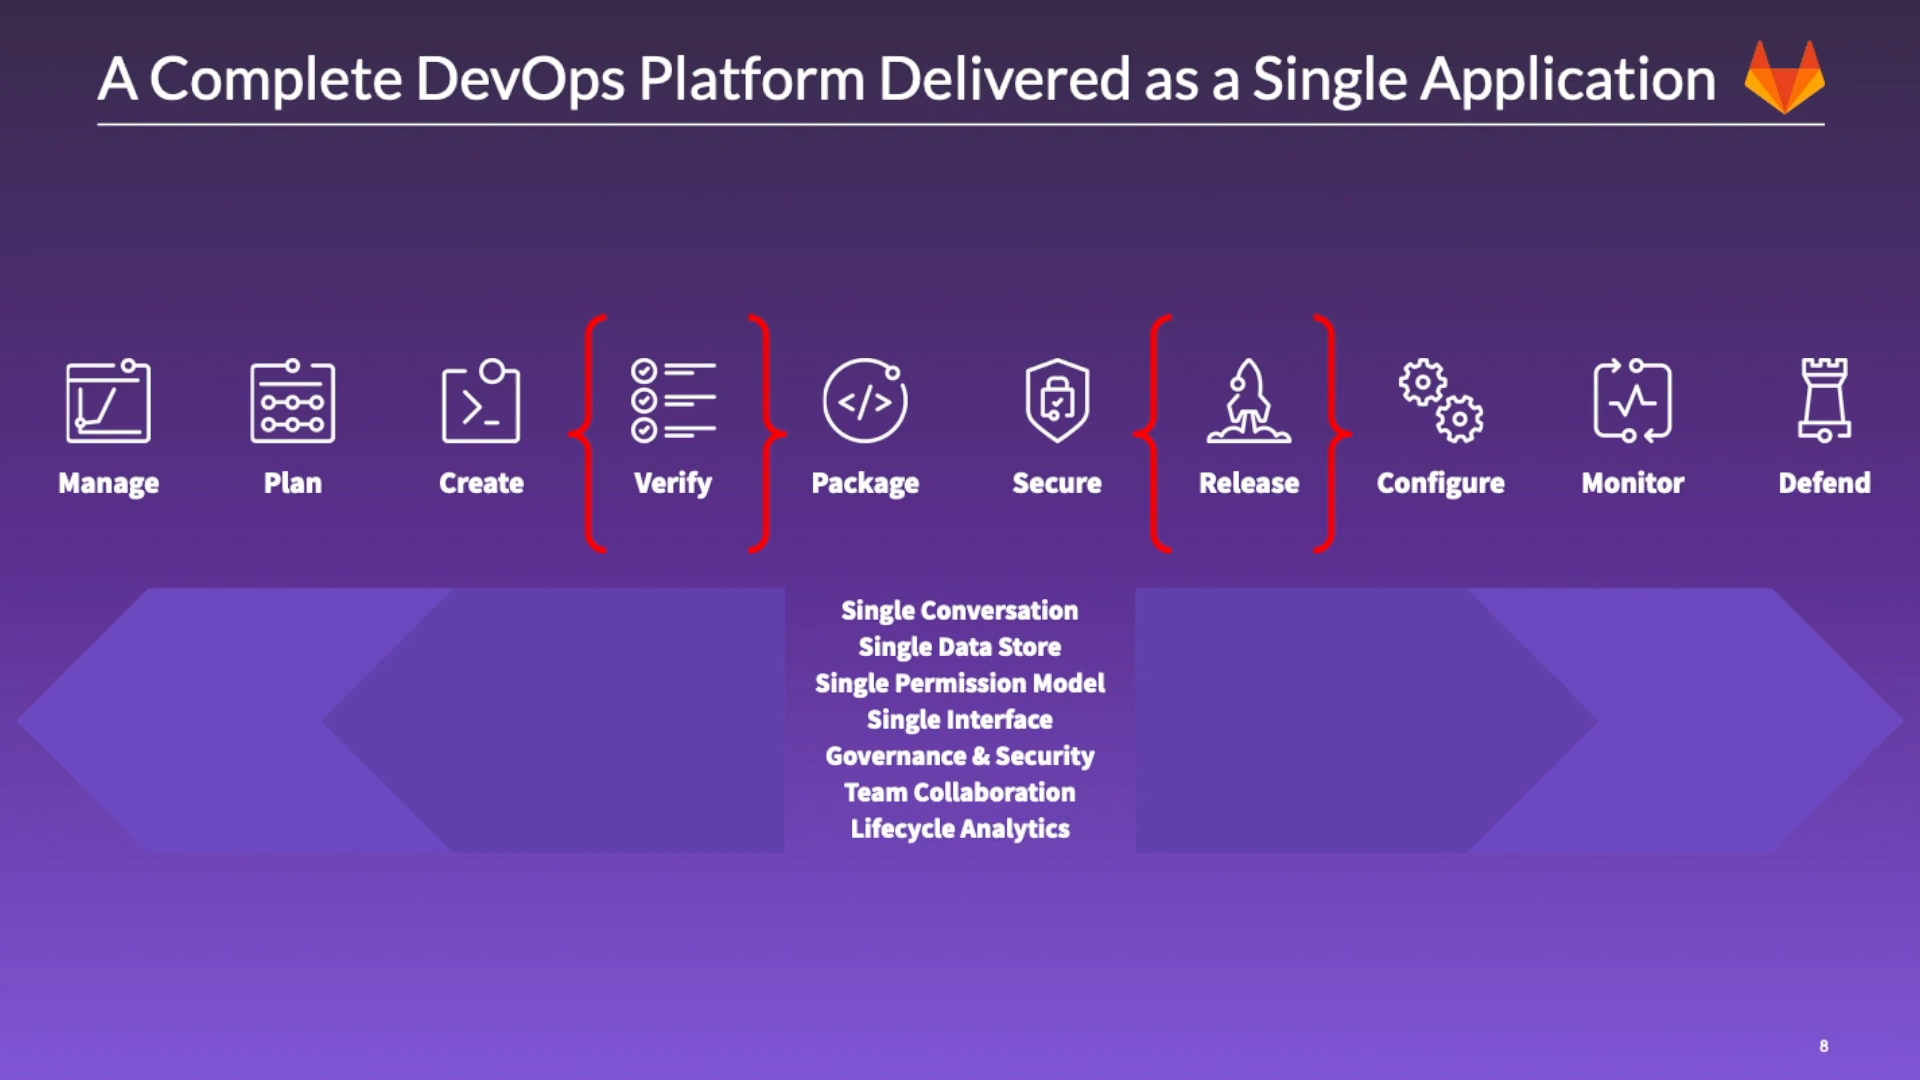 A Complete DevOps Platform Delivered as a Single Application
Manage
Plan
Create
Verify
Package
Secure
Release
Configure
Monitor
Defend
Single Conversation
Single Data Store
Single Permission Model
Single Interface
Governance & Security
Team Collaboration
Lifecycle Analytics
8